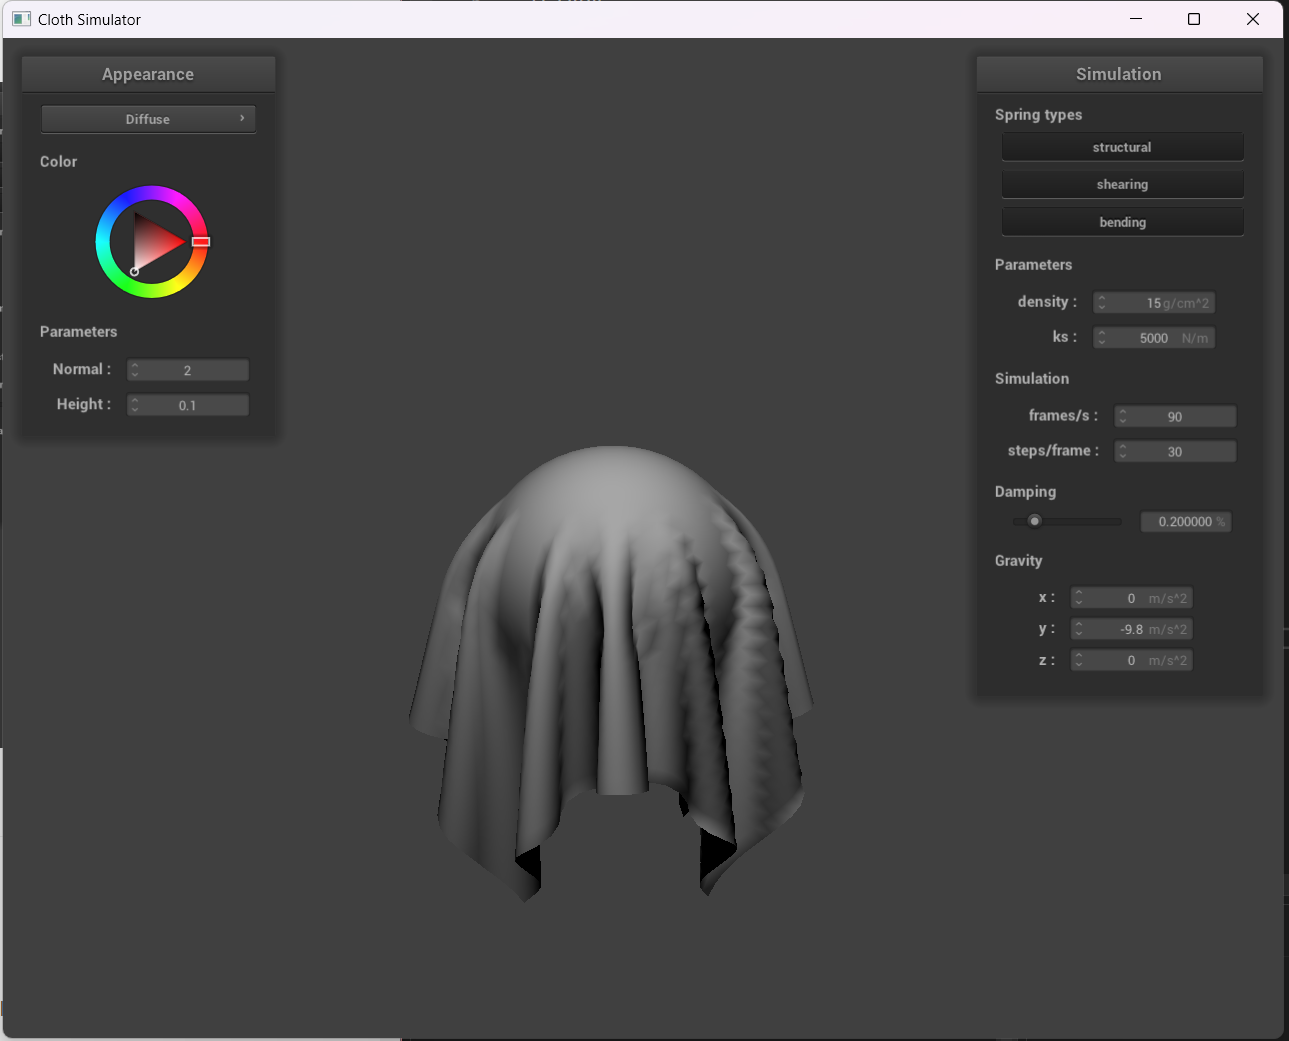 Cloth Simulator
Appearance
Diffuse
Color
Parameters
Normal : 2
Height : 0.1
Simulation
Spring types
structural
shearing
bending
Parameters
density : 15 g/cm^2
ks : 5000 N/m
Simulation
frames/s : 90
steps/frame : 30
Damping
0.200000 %
Gravity
x : 0 m/s^2
y : -9.8 m/s^2
z : 0 m/s^2